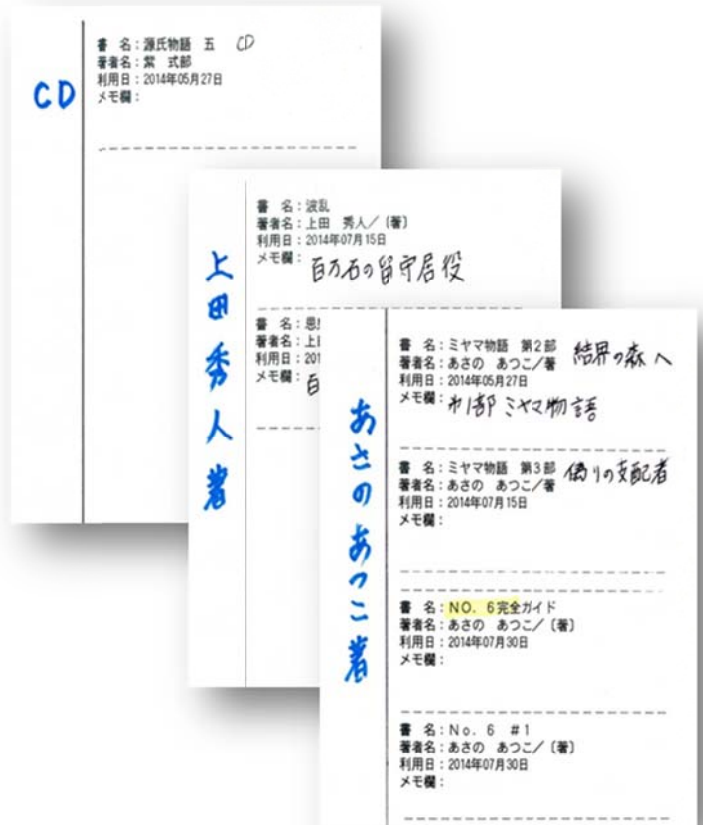 CD
書 名：源氏物語 五 CD
著者名：紫 式部
利用日：2014年05月27日
メモ欄：
上田秀人著
書 名：波乱
著者名：上田 秀人／〔著〕
利用日：2014年07月15日
メモ欄：百万石の留守居役
書 名：思
著者名：上
利用日：201
メモ欄：百
あさのあつこ著
書 名：ミヤマ物語 第2部 結界の森へ
著者名：あさの あつこ／著
利用日：2014年05月27日
メモ欄：ミヤマ物語
書 名：ミヤマ物語 第3部 偽りの支配者
著者名：あさの あつこ／著
利用日：2014年07月15日
メモ欄：
書 名：NO．6完全ガイド
著者名：あさの あつこ／〔著〕
利用日：2014年07月30日
メモ欄：
書 名：No．6 #1
著者名：あさの あつこ／〔著〕
利用日：2014年07月30日
メモ欄：